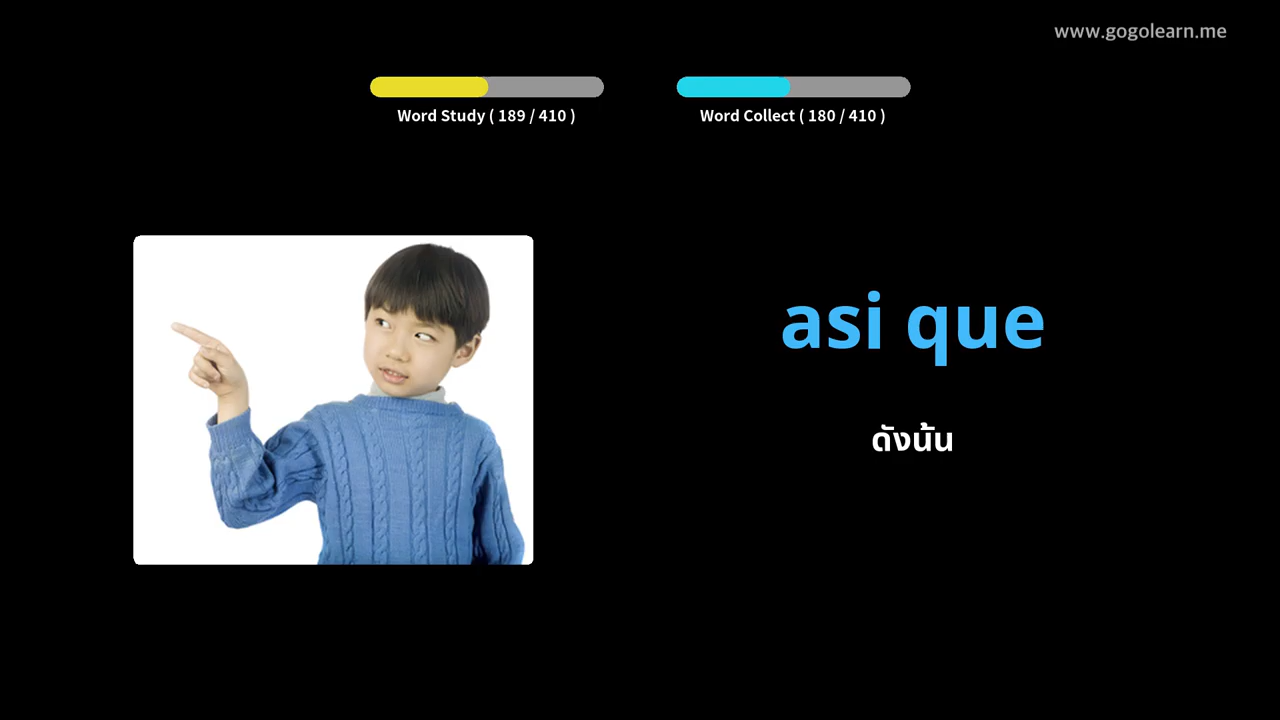 www.gogolearn.me
Word Study ( 189 / 410 )
Word Collect ( 180 / 410 )
asi que
ดังนั้น